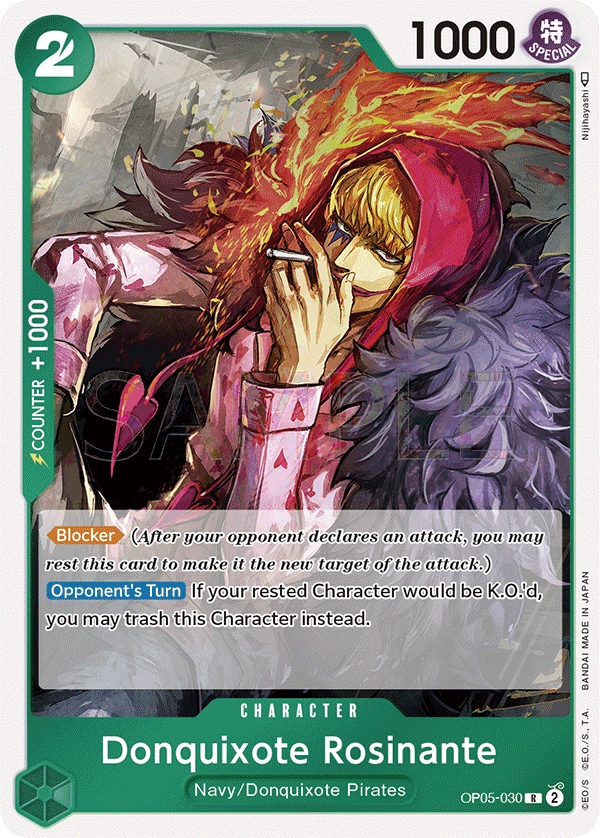 2
1000
特
SPECIAL
Nijihayashi
COUNTER +1000
SAMPLE
Blocker (After your opponent declares an attack, you may
rest this card to make it the new target of the attack.)
Opponent's Turn If your rested Character would be K.O.'d,
you may trash this Character instead.
CHARACTER
Donquixote Rosinante
Navy/Donquixote Pirates
OP05-030 R 2
©EO/S ©E.O./S., T.A. BANDAI MADE IN JAPAN